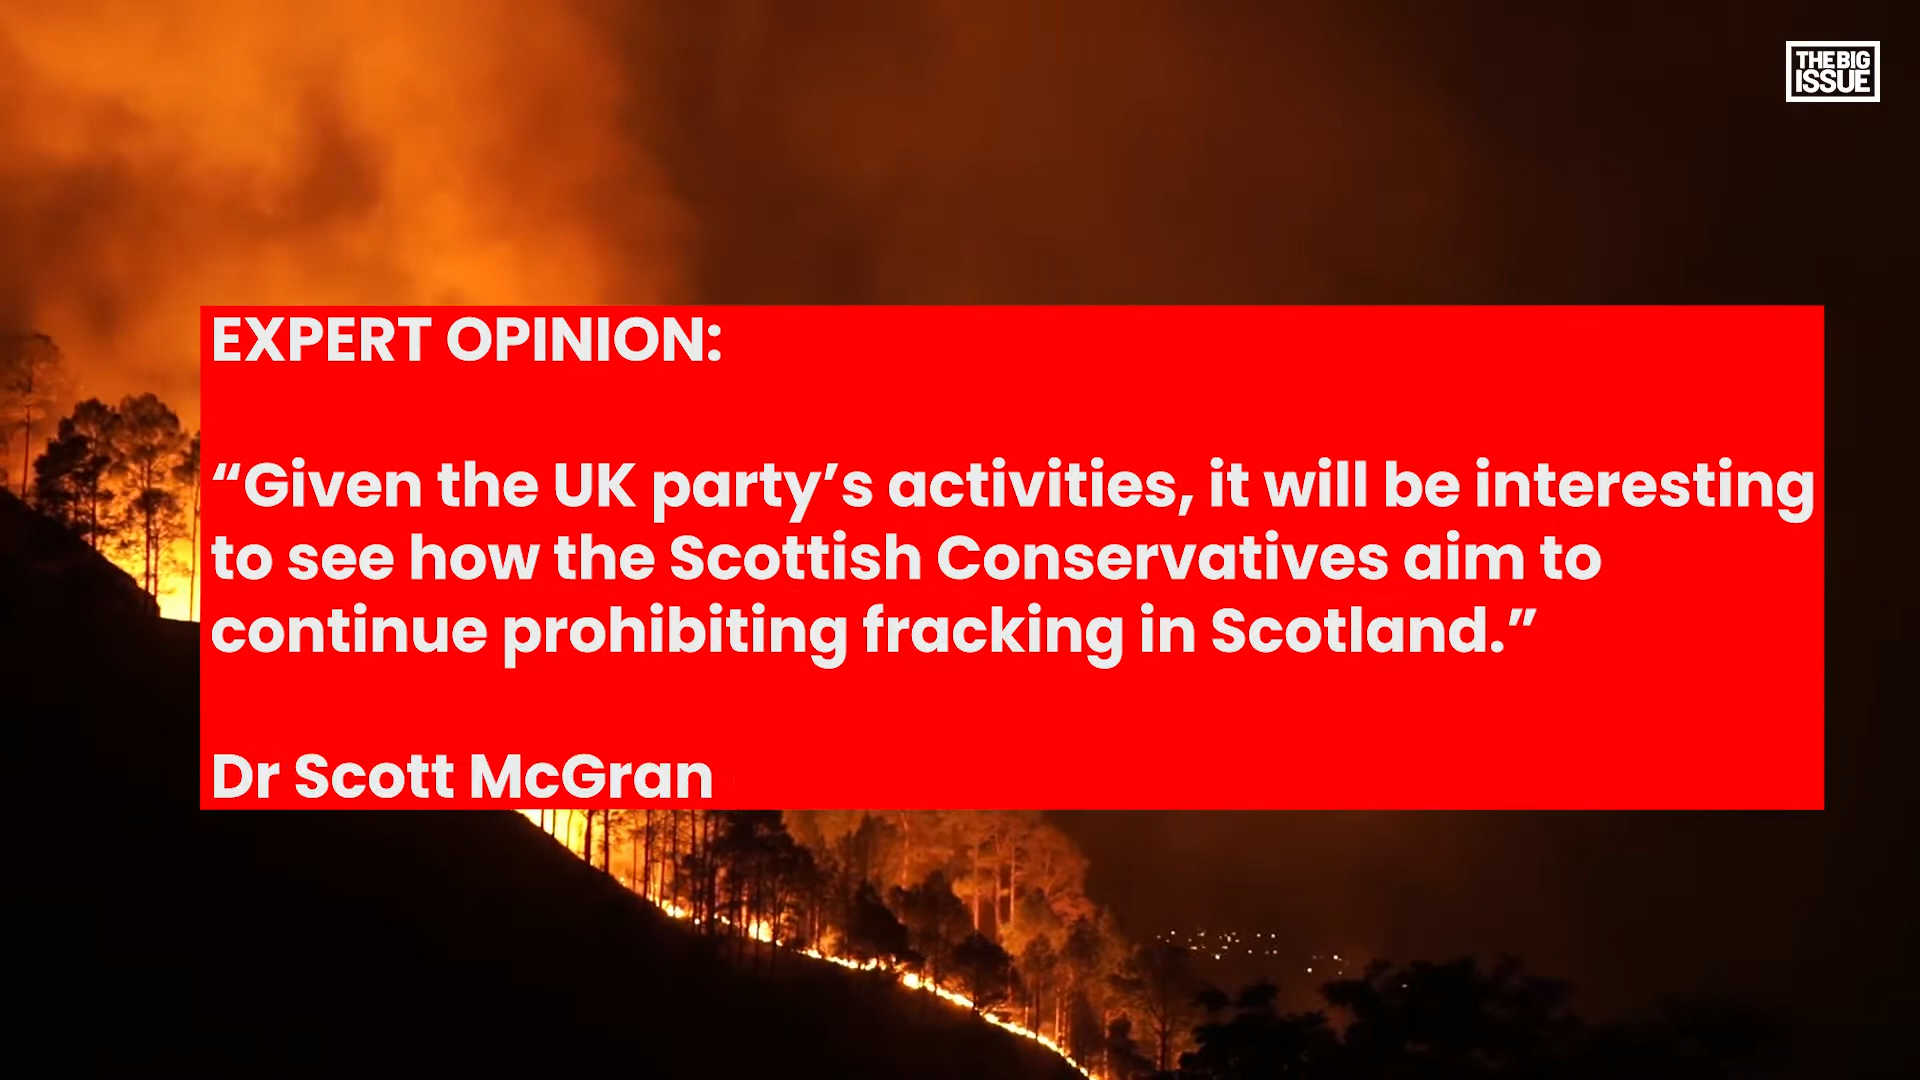 THE BIG
ISSUE
EXPERT OPINION:
“Given the UK party’s activities, it will be interesting
to see how the Scottish Conservatives aim to
continue prohibiting fracking in Scotland.”
Dr Scott McGran